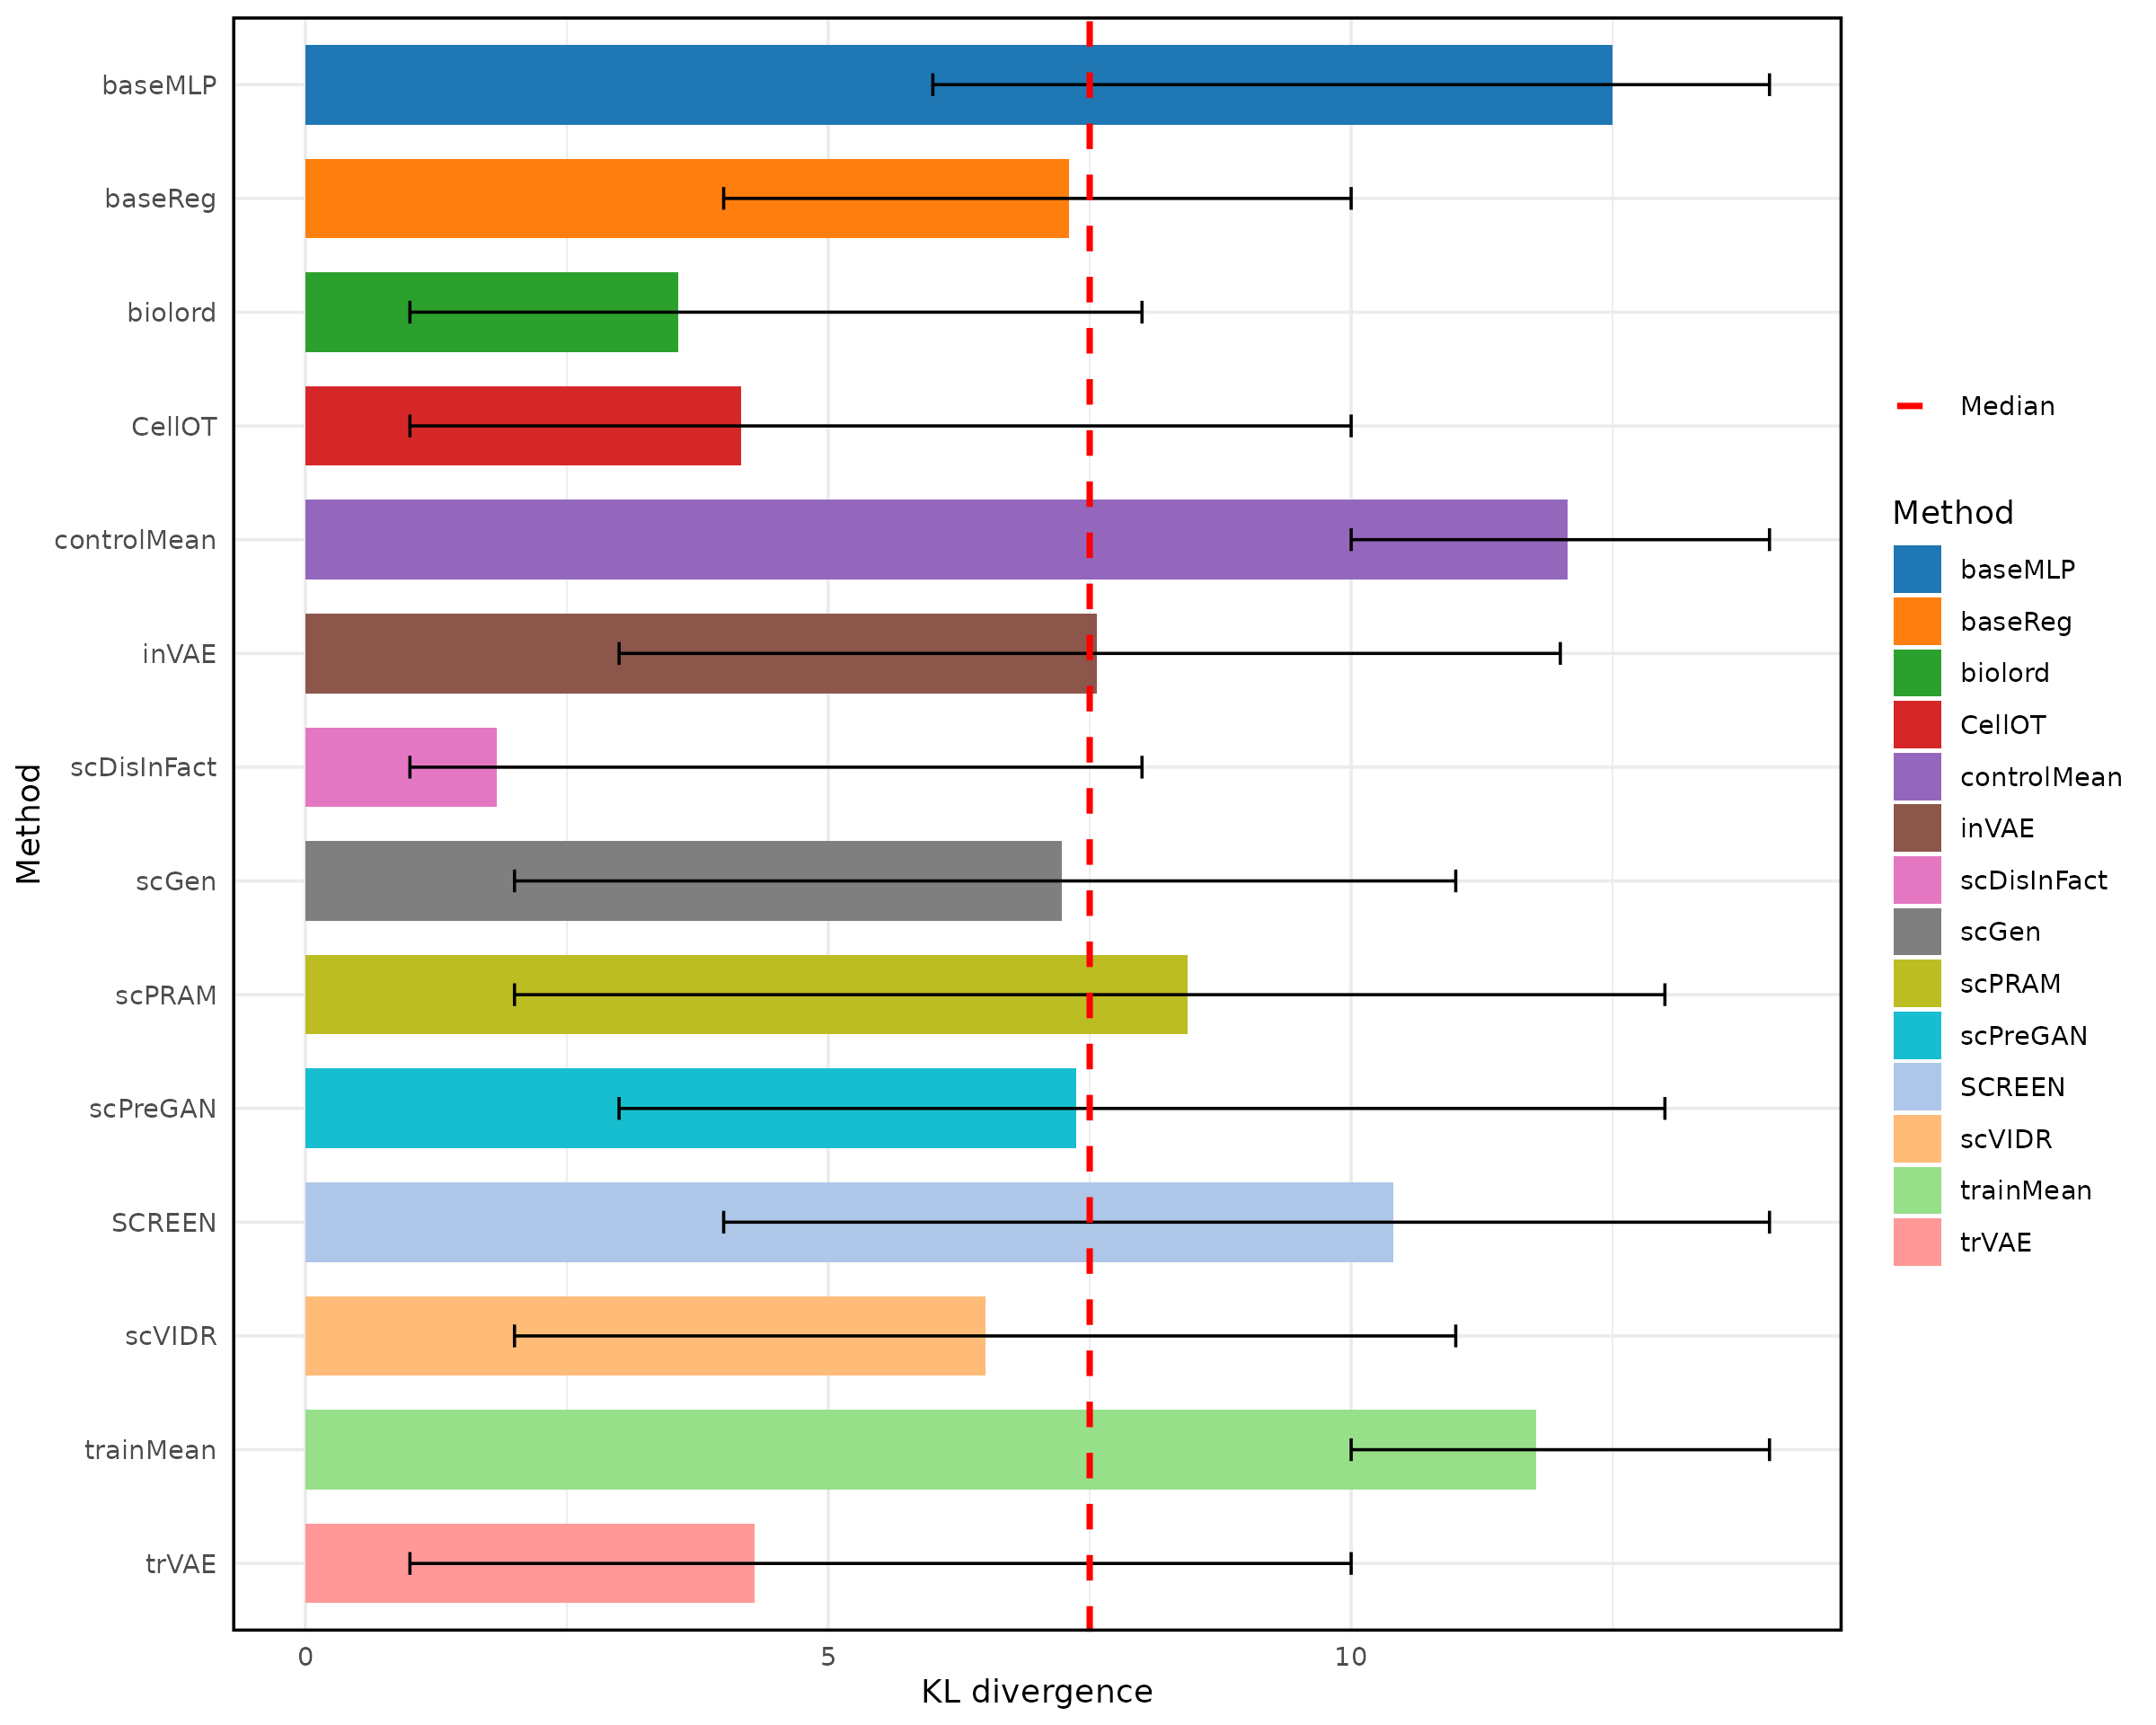 baseMLP
baseReg
biolord
CellOT
controlMean
inVAE
scDisInFact
scGen
scPRAM
scPreGAN
SCREEN
scVIDR
trainMean
trVAE
Method
0 5 10
KL divergence
Median
Method
baseMLP
baseReg
biolord
CellOT
controlMean
inVAE
scDisInFact
scGen
scPRAM
scPreGAN
SCREEN
scVIDR
trainMean
trVAE